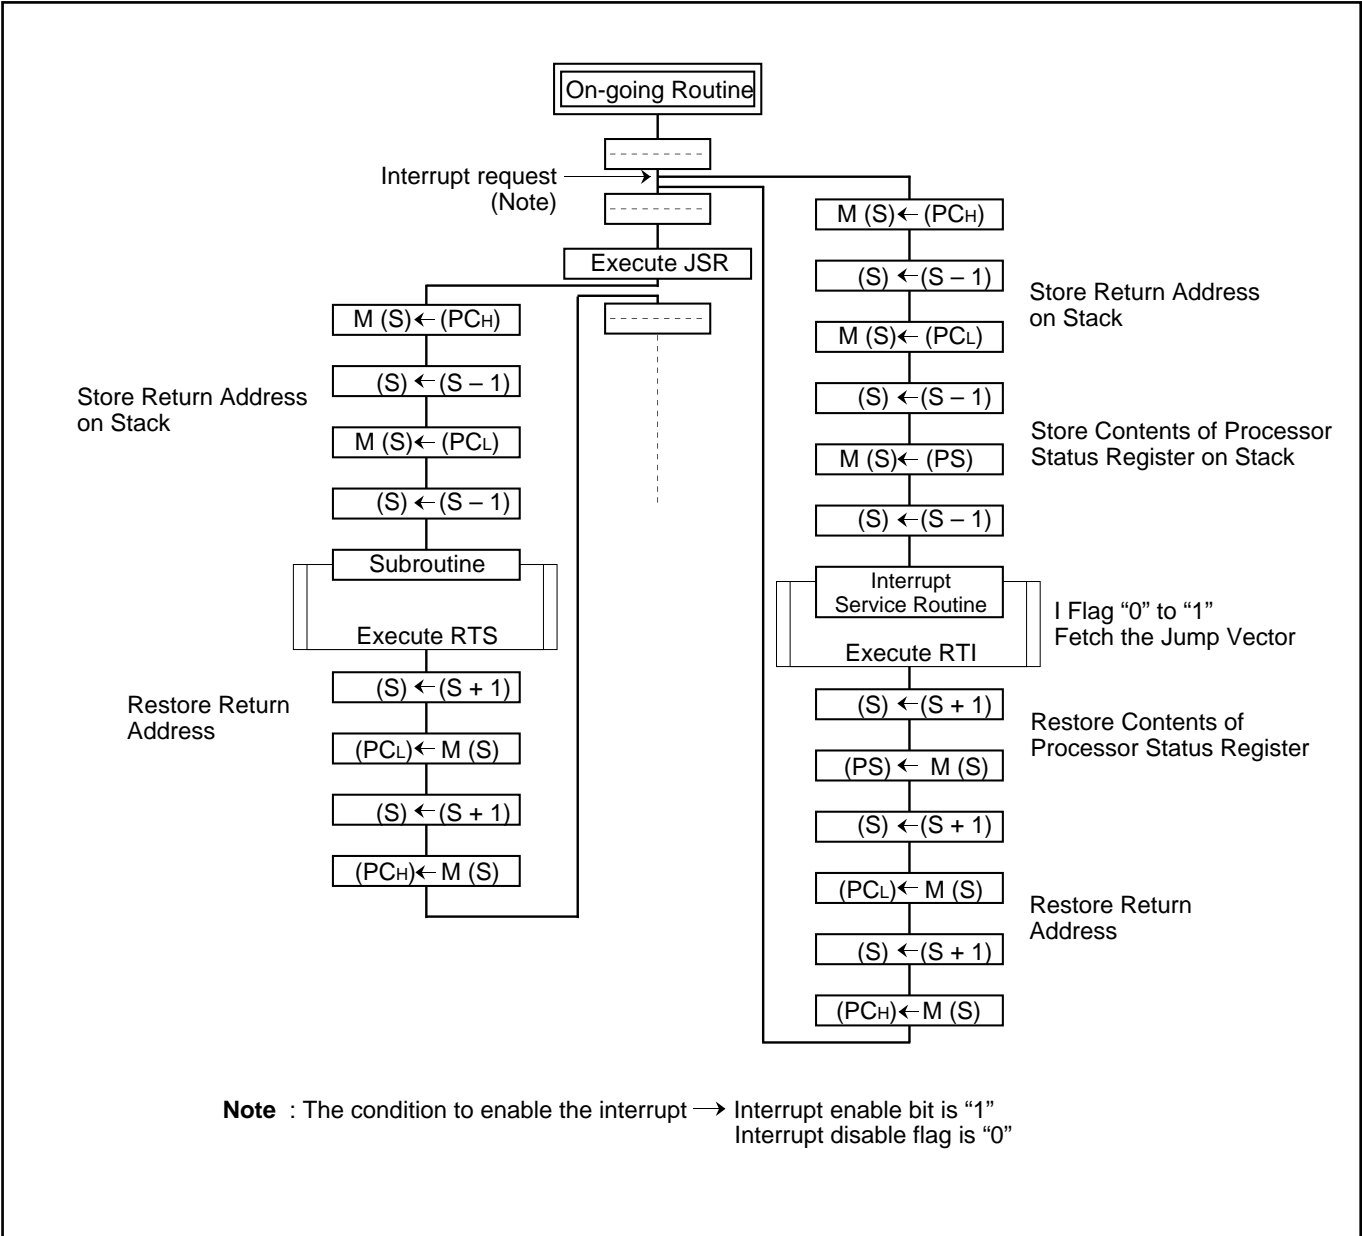 On-going Routine
Interrupt request
(Note)
Execute JSR
M (S) ← (PCH)
(S) ← (S – 1)
M (S) ← (PCL)
(S) ← (S – 1)
Store Return Address
on Stack
Subroutine
Execute RTS
(S) ← (S + 1)
(PCL) ← M (S)
(S) ← (S + 1)
(PCH) ← M (S)
Restore Return
Address
M (S) ← (PCH)
(S) ← (S – 1)
M (S) ← (PCL)
(S) ← (S – 1)
M (S) ← (PS)
(S) ← (S – 1)
Store Return Address
on Stack
Store Contents of Processor
Status Register on Stack
Interrupt
Service Routine
Execute RTI
I Flag “0” to “1”
Fetch the Jump Vector
(S) ← (S + 1)
(PS) ← M (S)
(S) ← (S + 1)
(PCL) ← M (S)
(S) ← (S + 1)
(PCH) ← M (S)
Restore Contents of
Processor Status Register
Restore Return
Address
Note : The condition to enable the interrupt → Interrupt enable bit is “1”
Interrupt disable flag is “0”